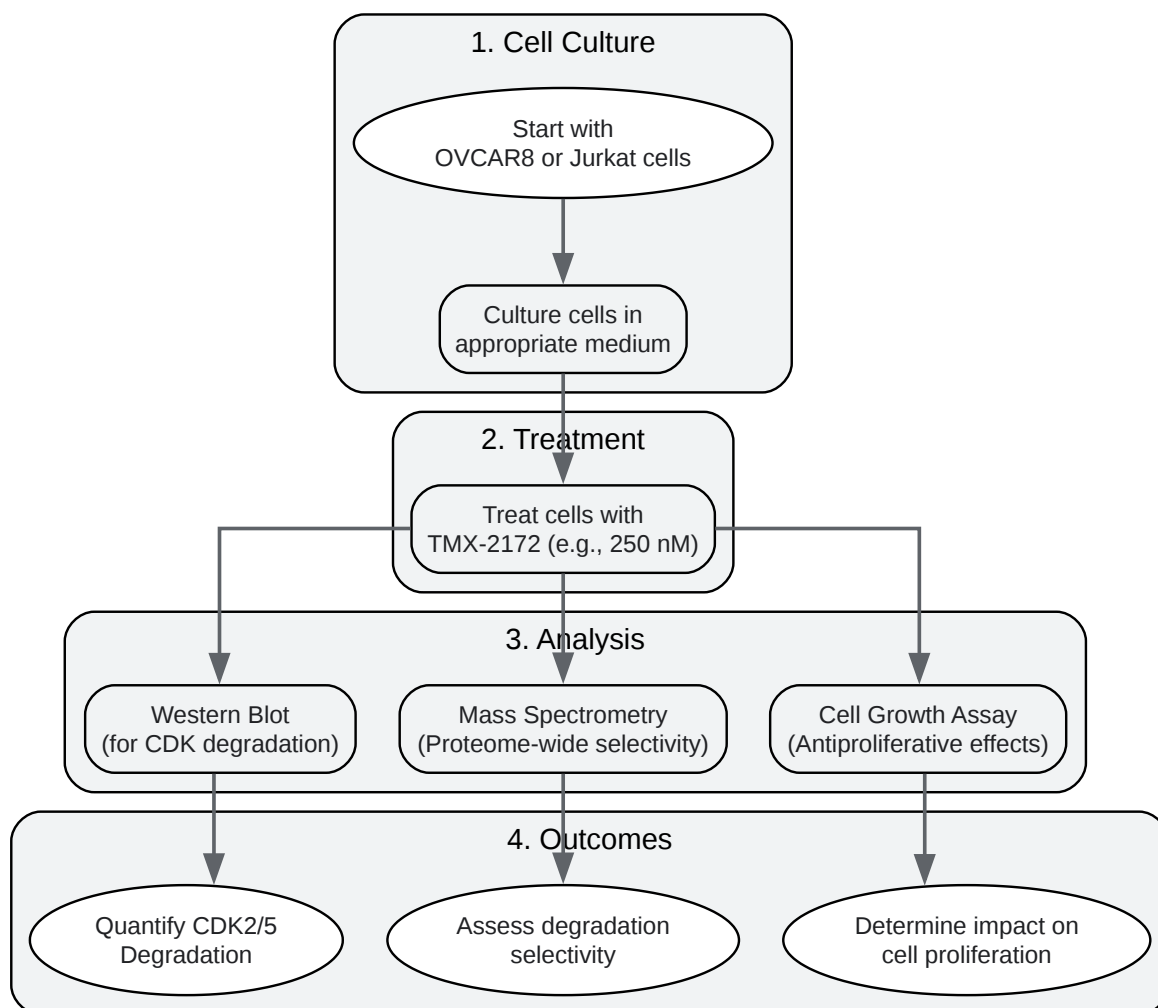 1. Cell Culture
Start with
OVCAR8 or Jurkat cells
Culture cells in
appropriate medium
2. Treatment
Treat cells with
TMX-2172 (e.g., 250 nM)
3. Analysis
Western Blot
(for CDK degradation)
Mass Spectrometry
(Proteome-wide selectivity)
Cell Growth Assay
(Antiproliferative effects)
4. Outcomes
Quantify CDK2/5
Degradation
Assess degradation
selectivity
Determine impact on
cell proliferation